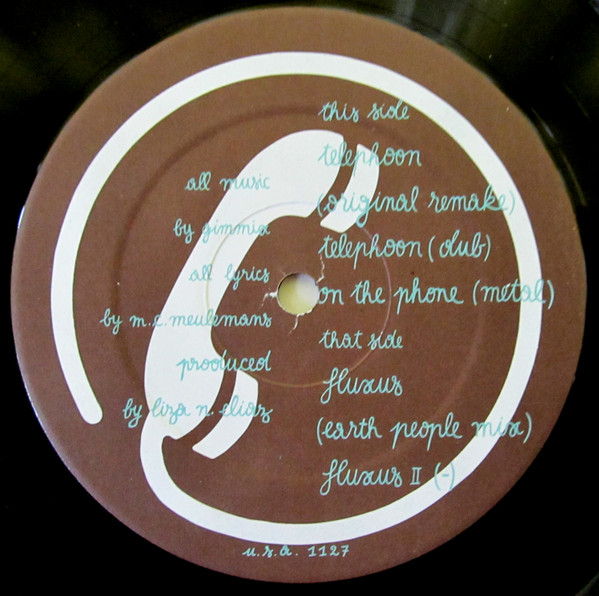 this side
telephoon
(original remake)
telephoon (dub)
on the phone (metal)
that side
fluxus
(earth people mix)
fluxus II (-)
all music
by gimmix
all lyrics
by m.c. meulemans
produced
by liza n. eliaz
u.s.a. 1127